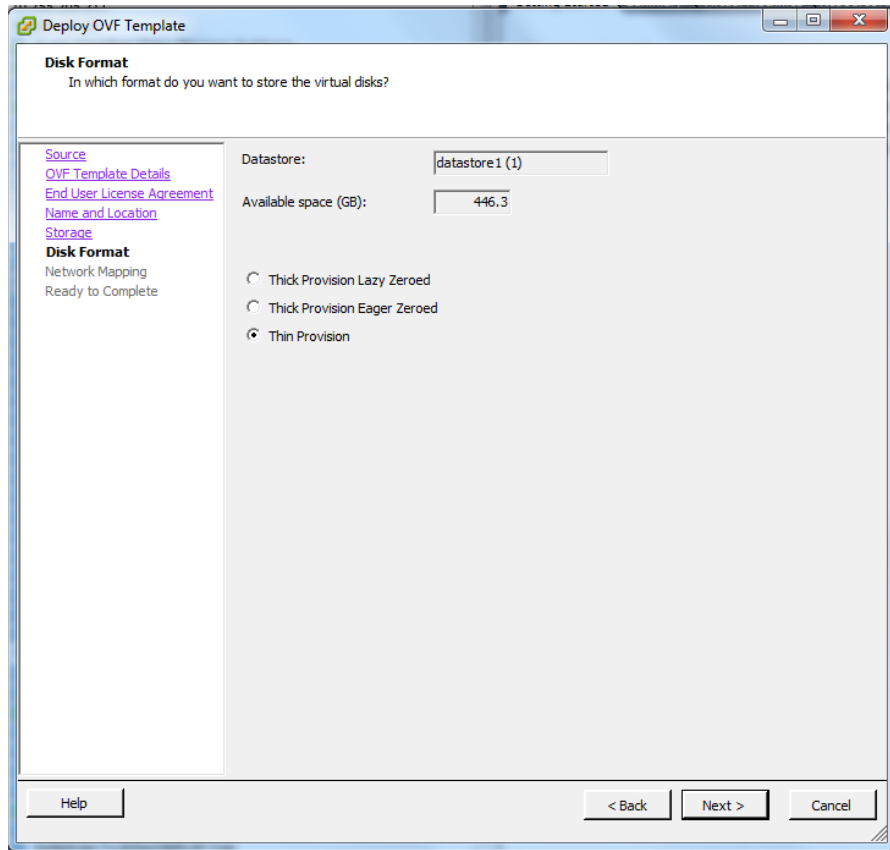 Deploy OVF Template
Disk Format
In which format do you want to store the virtual disks?
Source
OVF Template Details
End User License Agreement
Name and Location
Storage
Disk Format
Network Mapping
Ready to Complete
Datastore:
datastore1 (1)
Available space (GB):
446.3
Thick Provision Lazy Zeroed
Thick Provision Eager Zeroed
Thin Provision
Help
< Back
Next >
Cancel